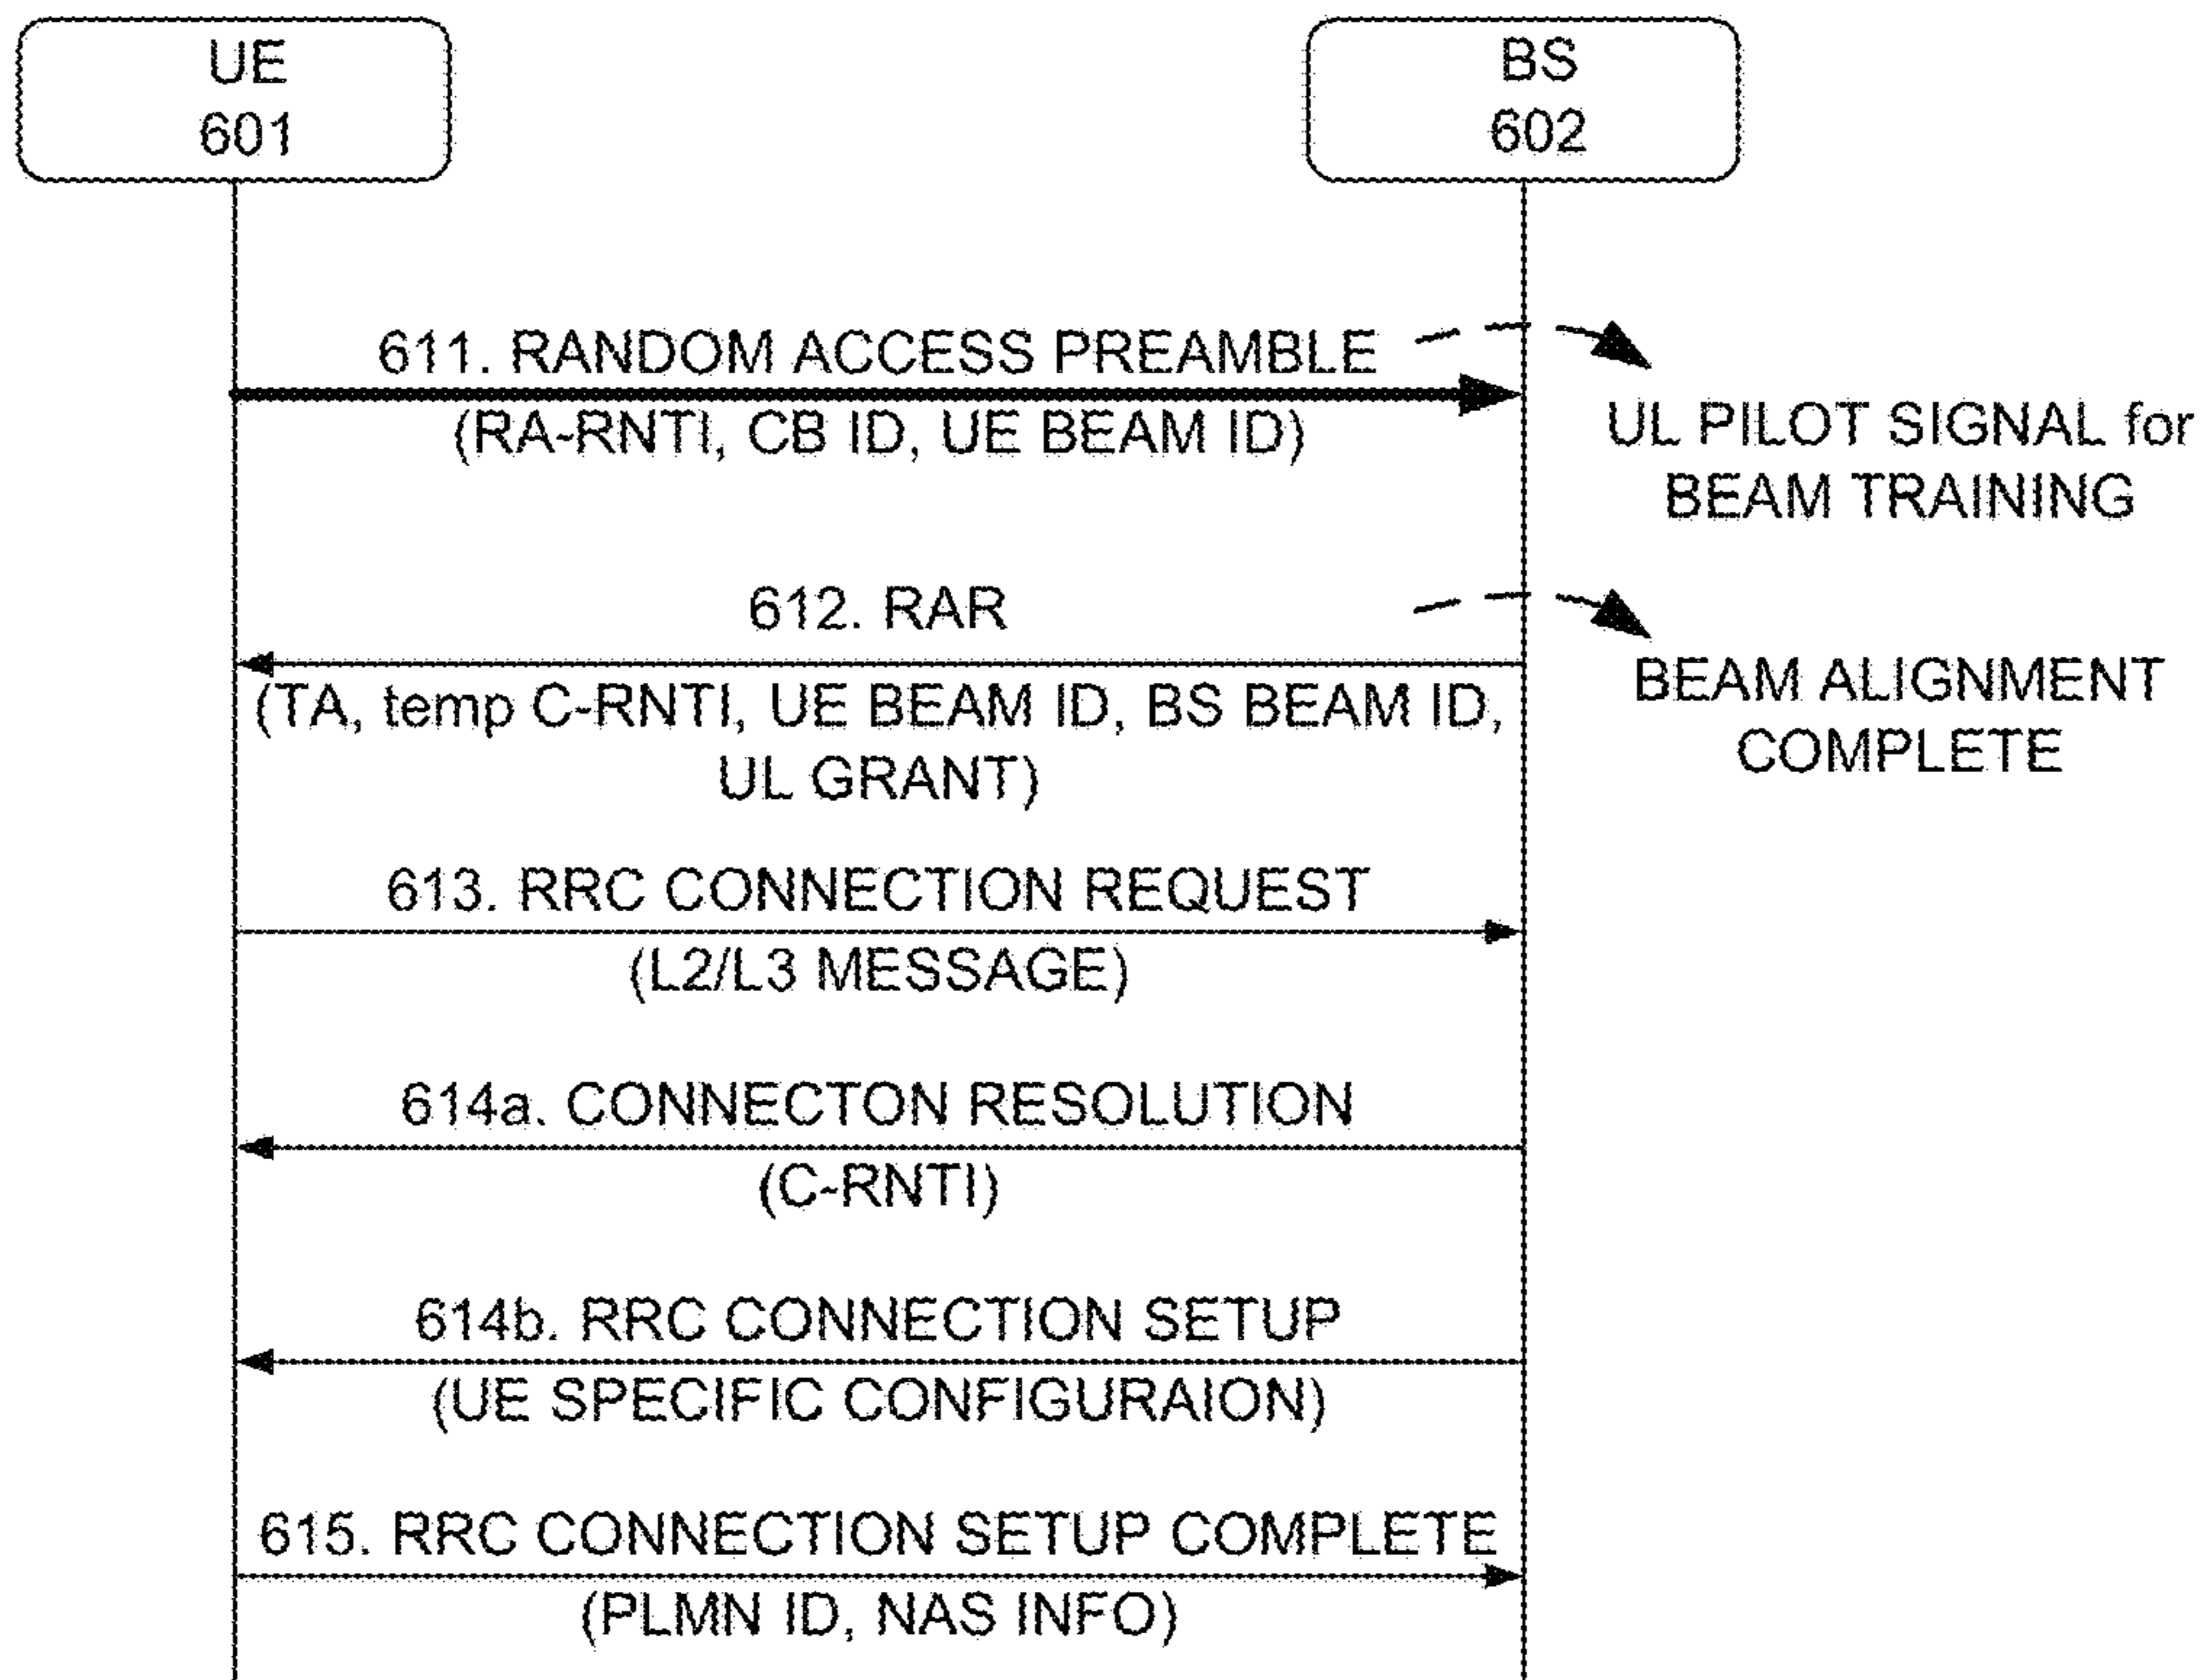 UE
601
BS
602
611. RANDOM ACCESS PREAMBLE
(RA-RNTI, CB ID, UE BEAM ID)
UL PILOT SIGNAL for
BEAM TRAINING
612. RAR
(TA, temp C-RNTI, UE BEAM ID, BS BEAM ID,
UL GRANT)
BEAM ALIGNMENT
COMPLETE
613. RRC CONNECTION REQUEST
(L2/L3 MESSAGE)
614a. CONNECTON RESOLUTION
(C-RNTI)
614b. RRC CONNECTION SETUP
(UE SPECIFIC CONFIGURAION)
615. RRC CONNECTION SETUP COMPLETE
(PLMN ID, NAS INFO)